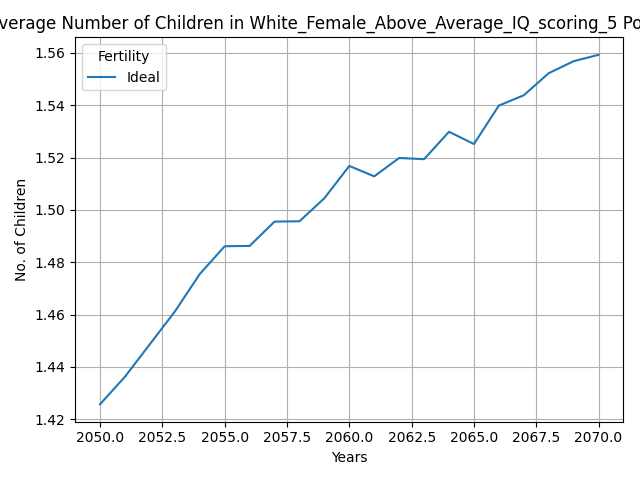 verage Number of Children in White_Female_Above_Average_IQ_scoring_5 Po
Fertility
Ideal
1.56
1.54
1.52
1.50
1.48
1.46
1.44
1.42
No. of Children
2050.0 2052.5 2055.0 2057.5 2060.0 2062.5 2065.0 2067.5 2070.0
Years